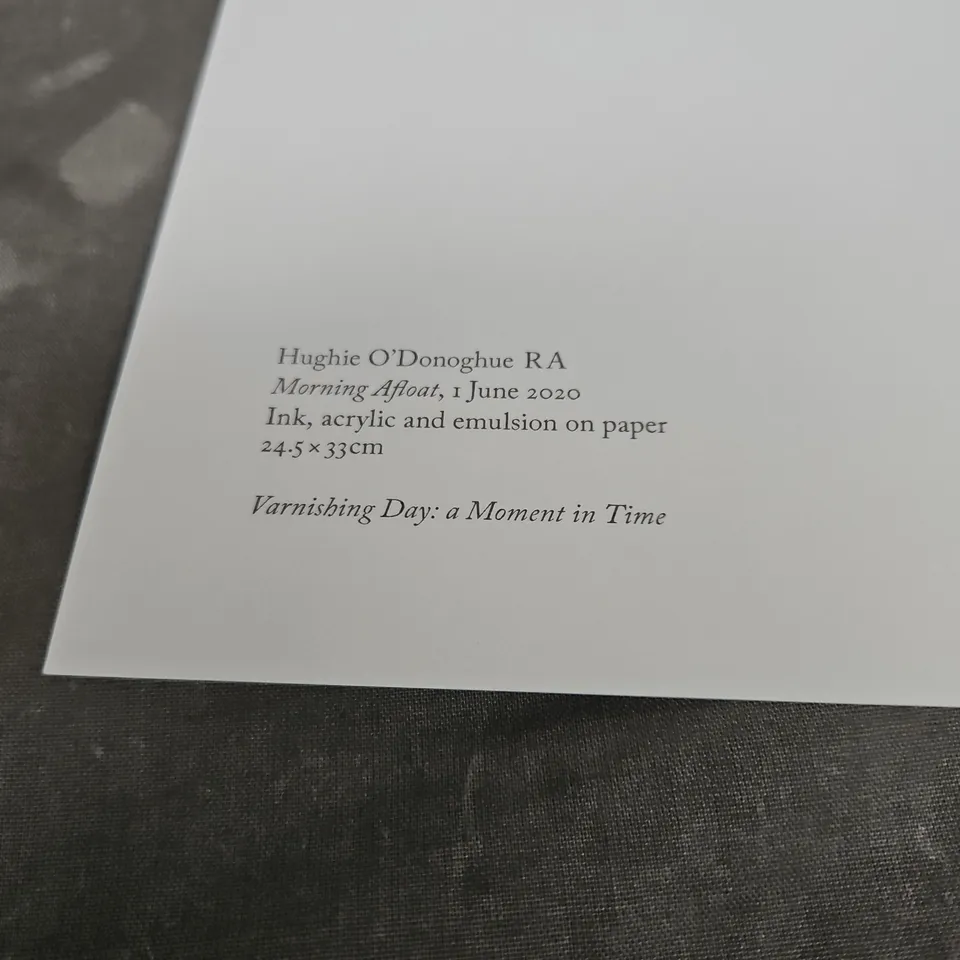 Hughie O'Donoghue RA
Morning Afloat, 1 June 2020
Ink, acrylic and emulsion on paper
24.5 × 33cm
Varnishing Day: a Moment in Time